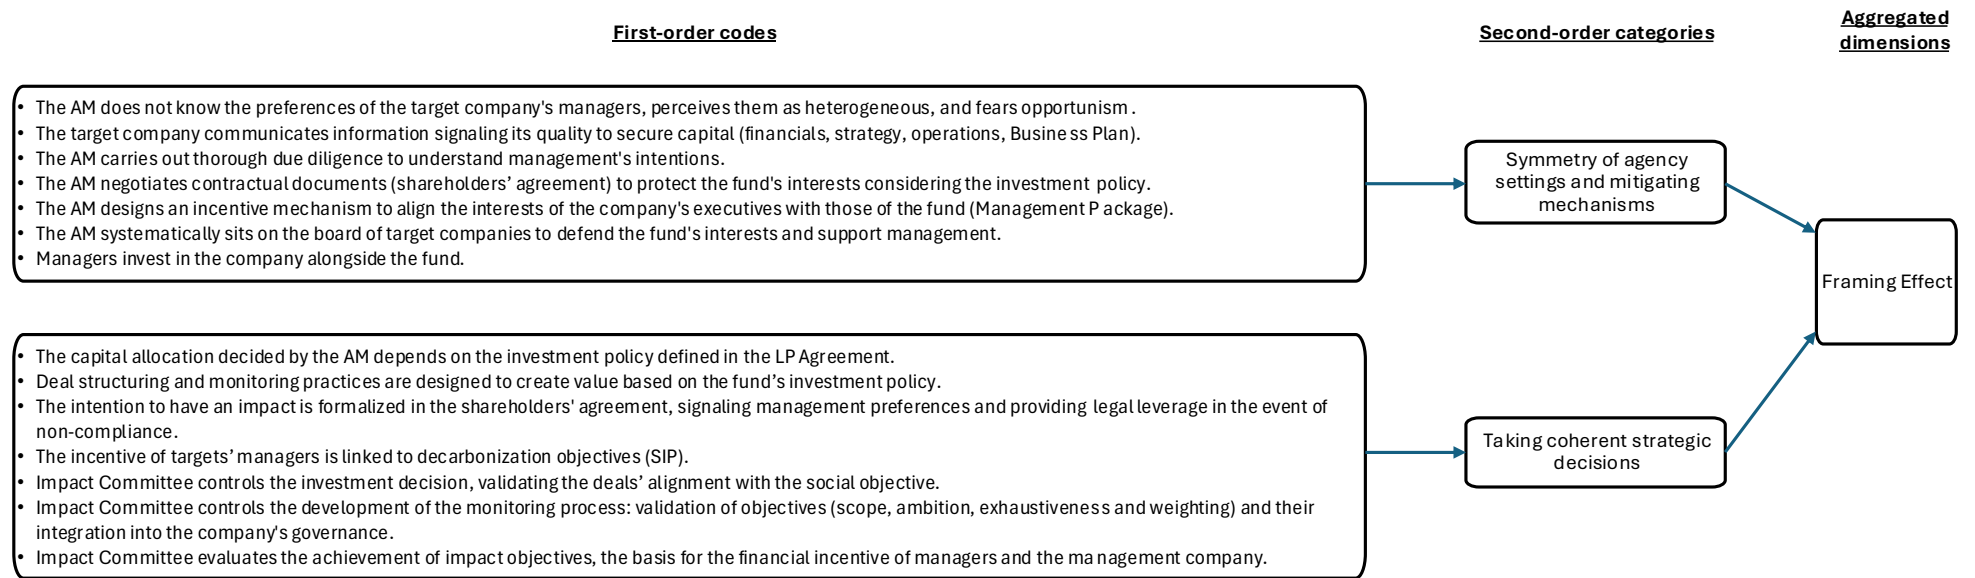 First-order codes
Second-order categories
Aggregated
dimensions
• The AM does not know the preferences of the target company's managers, perceives them as heterogeneous, and fears opportunism.
• The target company communicates information signaling its quality to secure capital (financials, strategy, operations, Business Plan).
• The AM carries out thorough due diligence to understand management's intentions.
• The AM negotiates contractual documents (shareholders’ agreement) to protect the fund's interests considering the investment policy.
• The AM designs an incentive mechanism to align the interests of the company's executives with those of the fund (Management Package).
• The AM systematically sits on the board of target companies to defend the fund's interests and support management.
• Managers invest in the company alongside the fund.
Symmetry of agency
settings and mitigating
mechanisms
Framing Effect
• The capital allocation decided by the AM depends on the investment policy defined in the LP Agreement.
• Deal structuring and monitoring practices are designed to create value based on the fund’s investment policy.
• The intention to have an impact is formalized in the shareholders' agreement, signaling management preferences and providing legal leverage in the event of
non-compliance.
• The incentive of targets’ managers is linked to decarbonization objectives (SIP).
• Impact Committee controls the investment decision, validating the deals’ alignment with the social objective.
• Impact Committee controls the development of the monitoring process: validation of objectives (scope, ambition, exhaustiveness and weighting) and their
integration into the company's governance.
• Impact Committee evaluates the achievement of impact objectives, the basis for the financial incentive of managers and the management company.
Taking coherent strategic
decisions